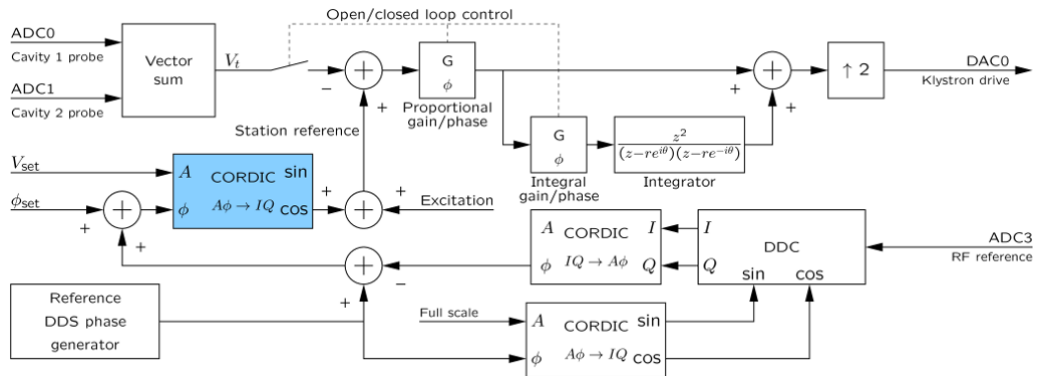 ADC0
Cavity 1 probe
ADC1
Cavity 2 probe
Vector
sum
V_t
Open/closed loop control
−
+
+
G
ϕ
Proportional
gain/phase
+
+
+
↑ 2
DAC0
Klystron drive
G
ϕ
Integral
gain/phase
z^2
(z−re^{iθ})(z−re^{−iθ})
Integrator
Station reference
V_set
ϕ_set
+
+
+
A CORDIC sin
ϕ Aϕ → IQ cos
+
+
+
Excitation
A CORDIC I
ϕ IQ → Aϕ Q
I
DDC
Q
sin cos
ADC3
RF reference
+
+
−
Reference
DDS phase
generator
Full scale
A CORDIC sin
ϕ Aϕ → IQ cos